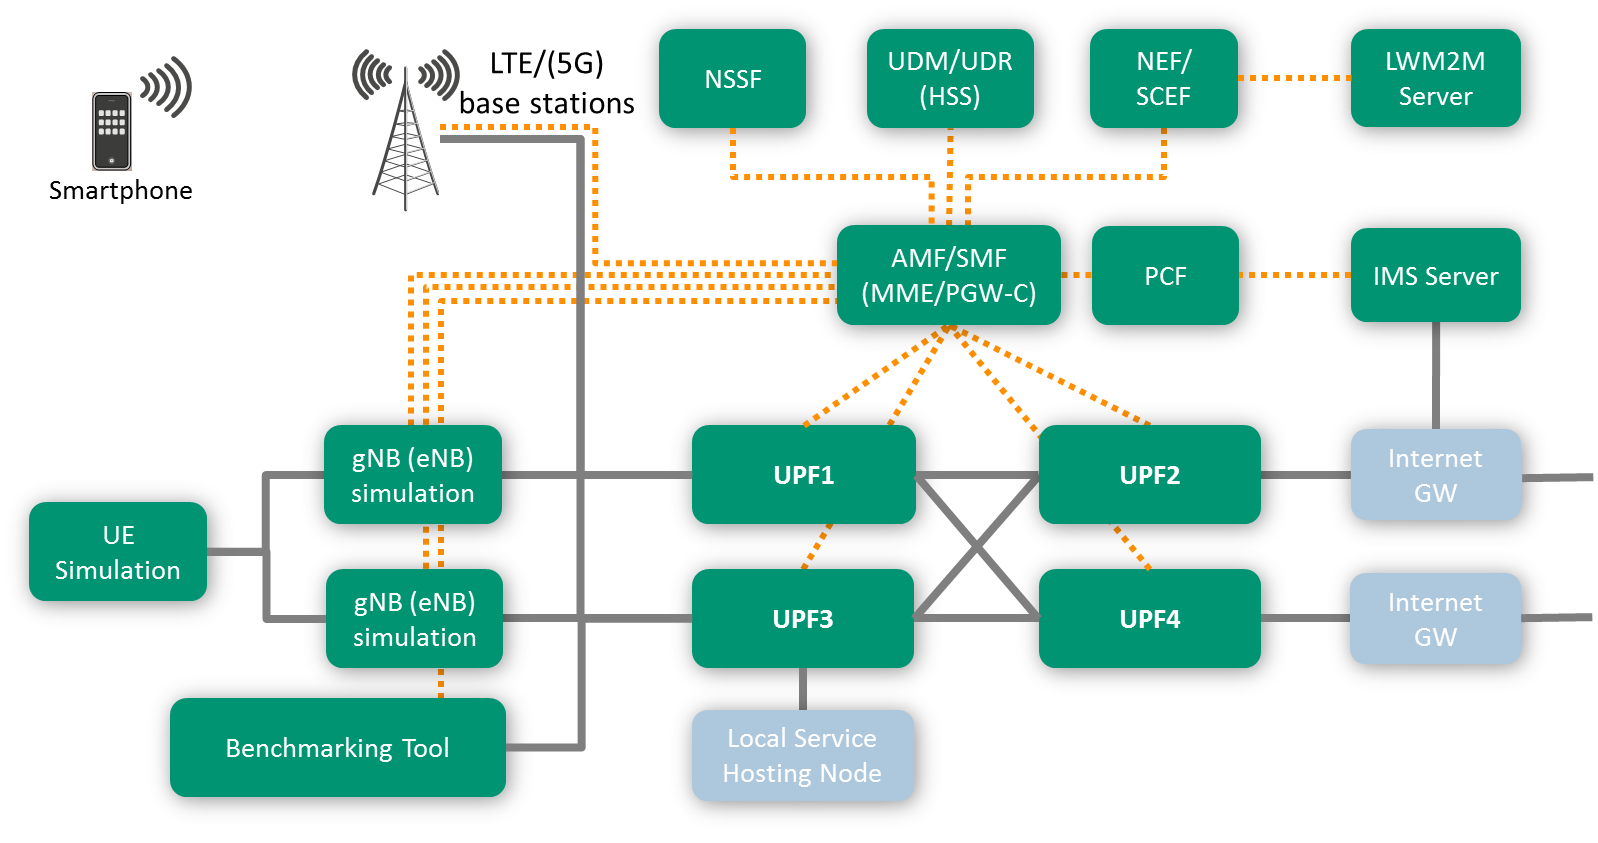 LTE/(5G)
base stations
Smartphone
NSSF
UDM/UDR
(HSS)
NEF/
SCEF
LWM2M
Server
AMF/SMF
(MME/PGW-C)
PCF
IMS Server
gNB (eNB)
simulation
UPF1
UPF2
Internet
GW
UE
Simulation
gNB (eNB)
simulation
UPF3
UPF4
Internet
GW
Benchmarking Tool
Local Service
Hosting Node